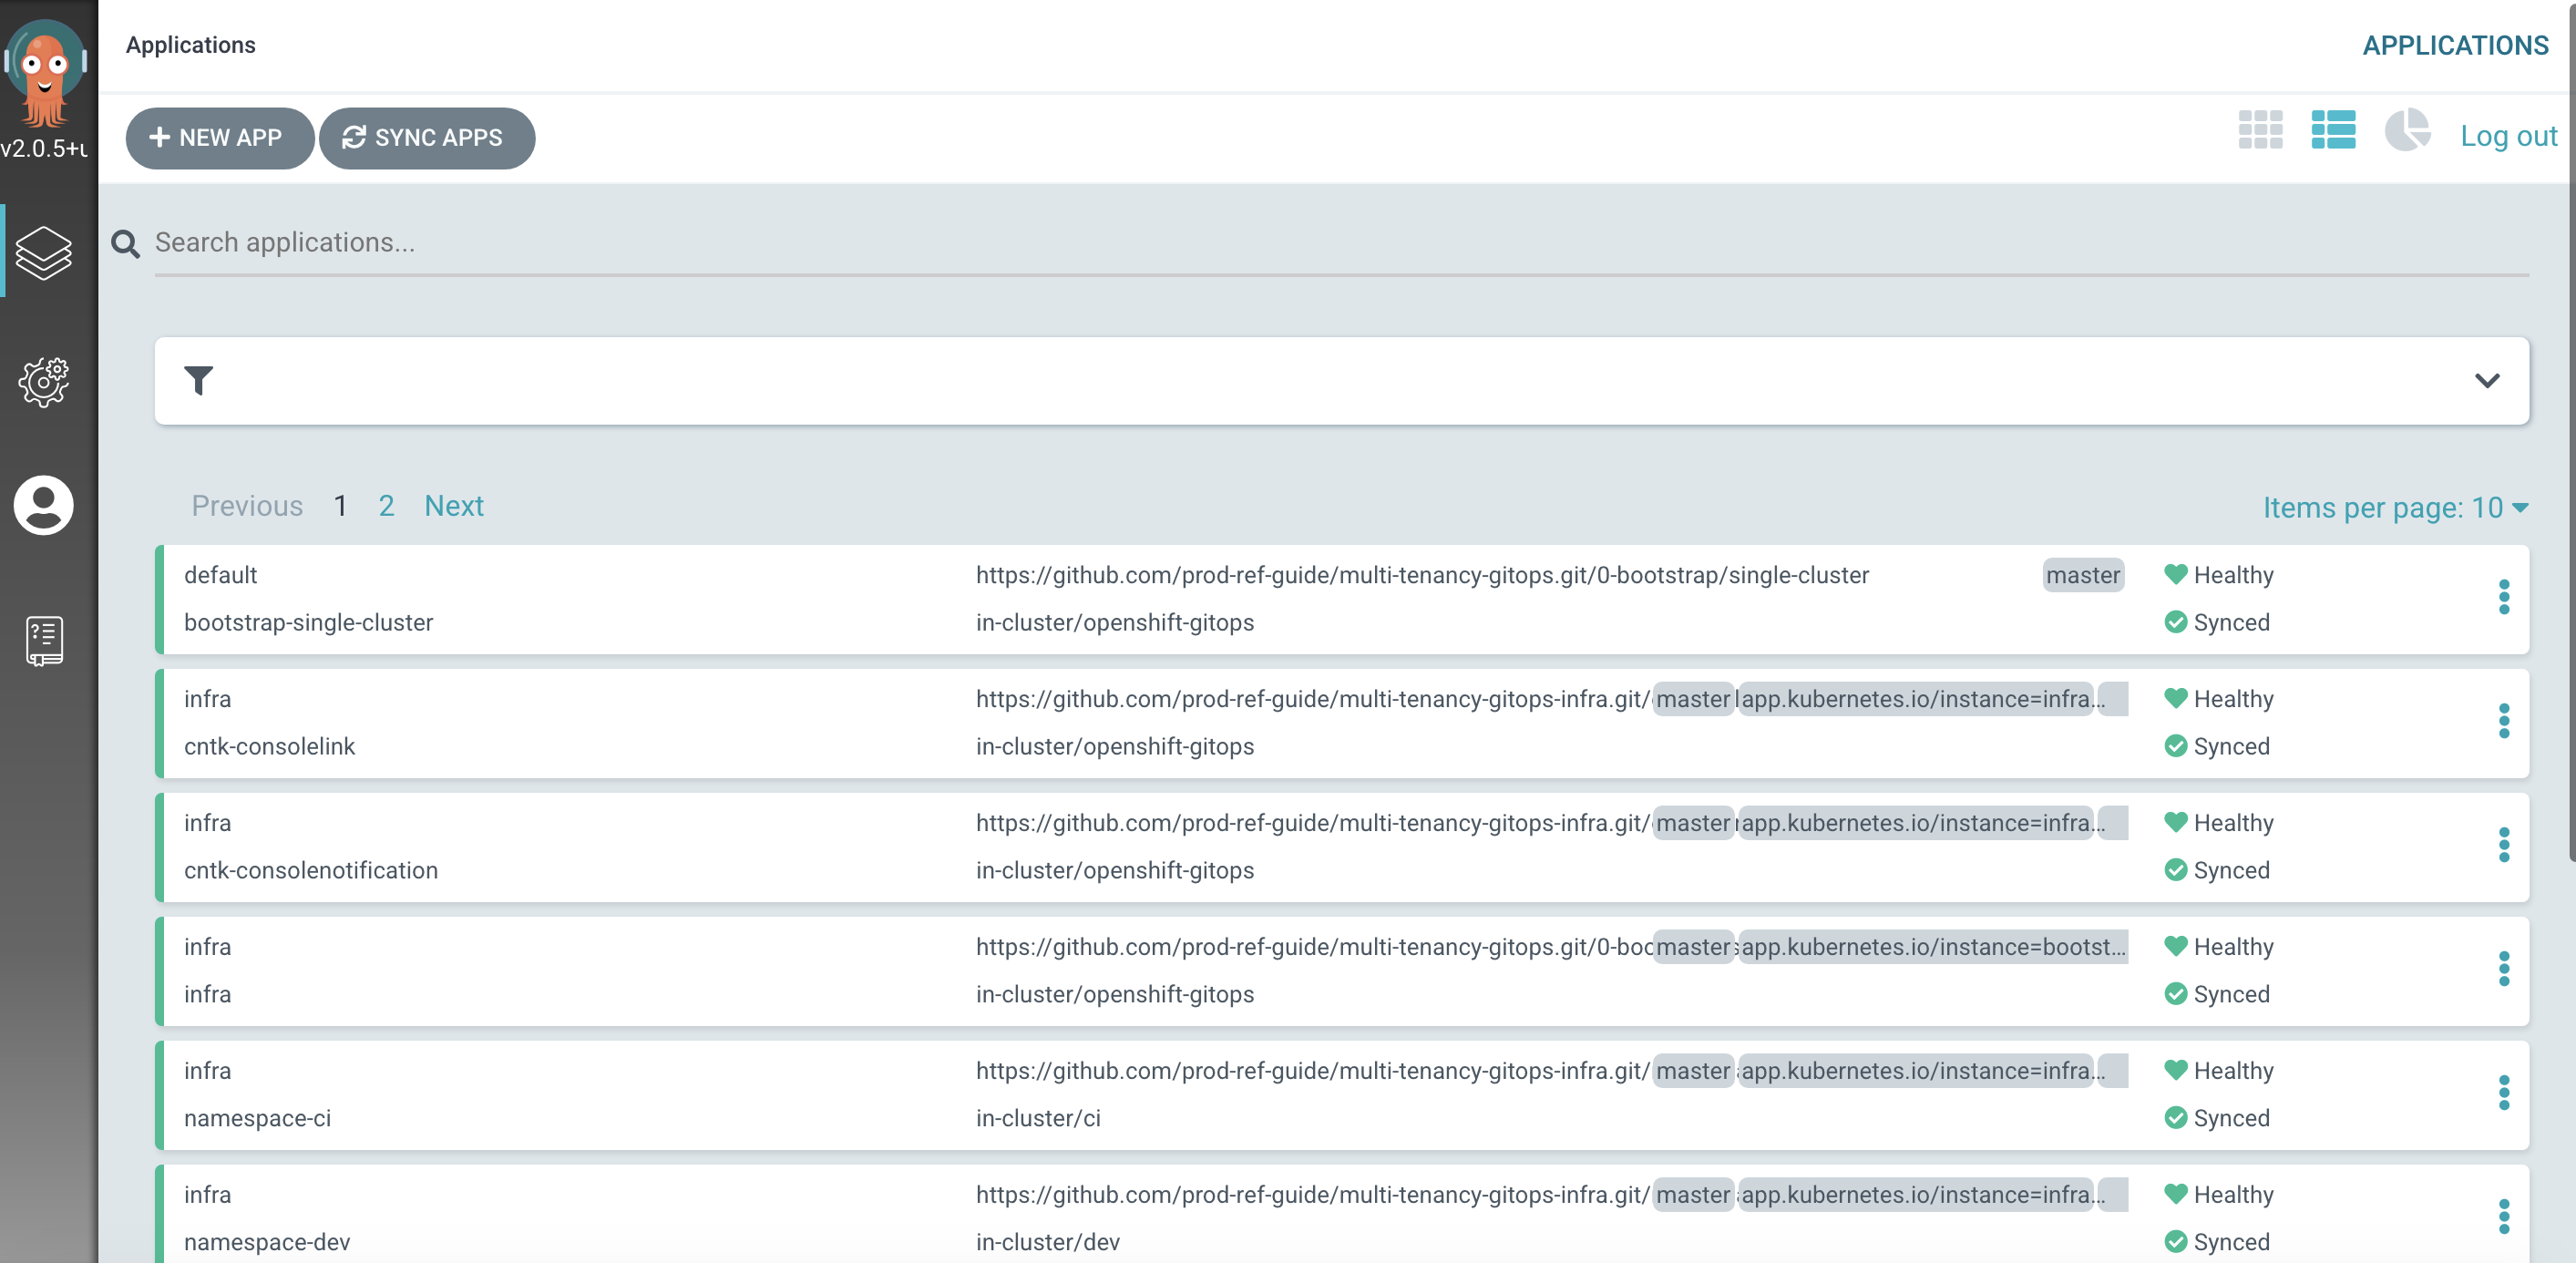 Applications
APPLICATIONS
v2.0.5+
NEW APP
SYNC APPS
Log out
Search applications...
Previous 1 2 Next
Items per page: 10
default
https://github.com/prod-ref-guide/multi-tenancy-gitops.git/0-bootstrap/single-cluster
master
Healthy
bootstrap-single-cluster
in-cluster/openshift-gitops
Synced
infra
https://github.com/prod-ref-guide/multi-tenancy-gitops-infra.git/
master
app.kubernetes.io/instance=infra...
Healthy
cntk-consolelink
in-cluster/openshift-gitops
Synced
infra
https://github.com/prod-ref-guide/multi-tenancy-gitops-infra.git/
master
app.kubernetes.io/instance=infra...
Healthy
cntk-consolenotification
in-cluster/openshift-gitops
Synced
infra
https://github.com/prod-ref-guide/multi-tenancy-gitops.git/0-boo
master
app.kubernetes.io/instance=bootst...
Healthy
infra
in-cluster/openshift-gitops
Synced
infra
https://github.com/prod-ref-guide/multi-tenancy-gitops-infra.git/
master
app.kubernetes.io/instance=infra...
Healthy
namespace-ci
in-cluster/ci
Synced
infra
https://github.com/prod-ref-guide/multi-tenancy-gitops-infra.git/
master
app.kubernetes.io/instance=infra...
Healthy
namespace-dev
in-cluster/dev
Synced